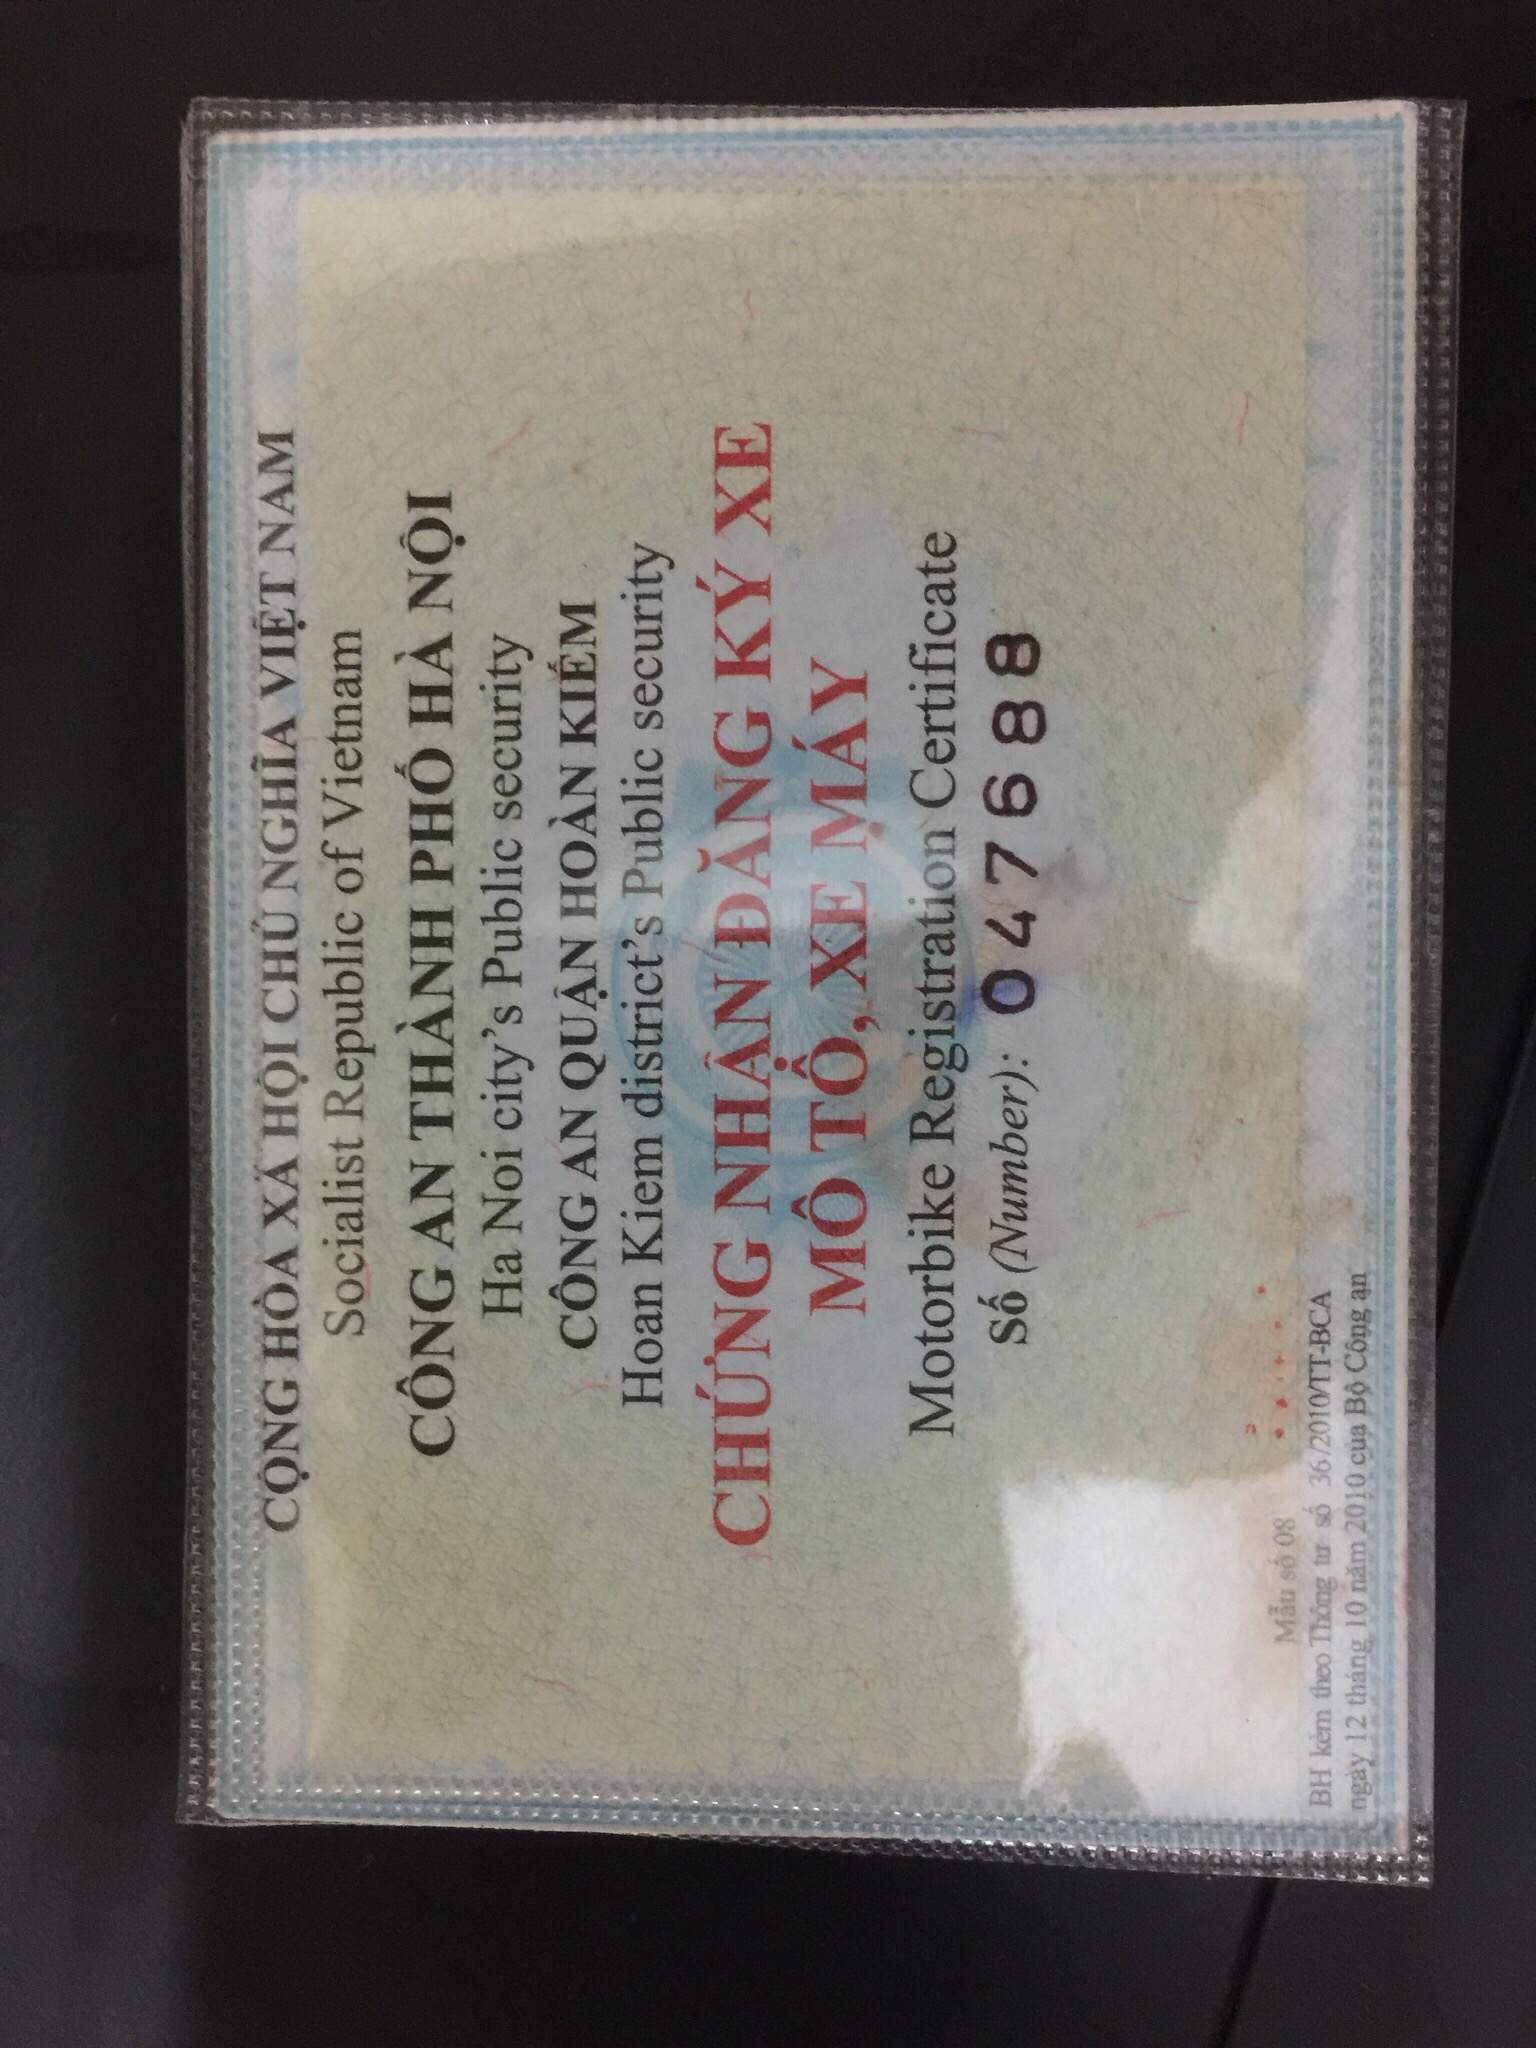 CỘNG HÒA XÃ HỘI CHỦ NGHĨA VIỆT NAM
Socialist Republic of Vietnam
CÔNG AN THÀNH PHỐ HÀ NỘI
Ha Noi city's Public security
CÔNG AN QUẬN HOÀN KIẾM
Hoan Kiem district's Public security
CHỨNG NHẬN ĐĂNG KÝ XE
MÔ TÔ, XE MÁY
Motorbike Registration Certificate
Số (Number): 047688
Mẫu số 08
BH kèm theo Thông tư số 36/2010/TT-BCA
ngày 12 tháng 10 năm 2010 của Bộ Công an